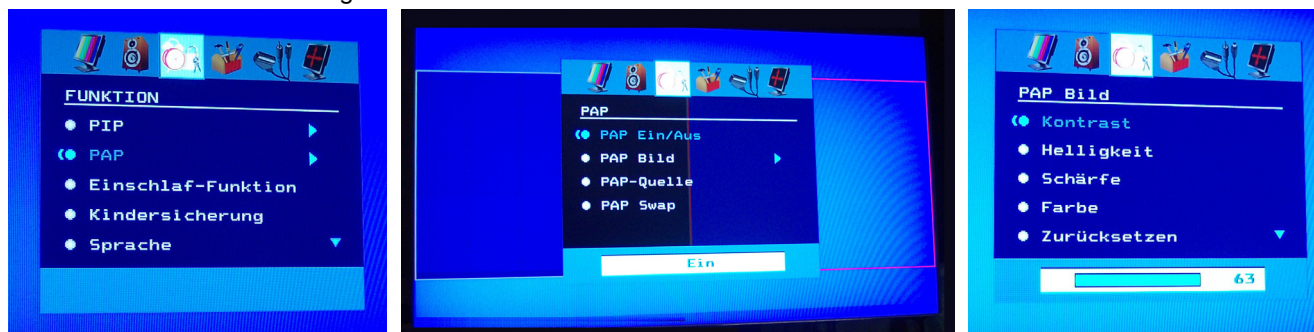 FUNKTION
PIP
PAP
Einschlaf-Funktion
Kindersicherung
Sprache
PAP
PAP Ein/Aus
PAP Bild
PAP-Quelle
PAP Swap
Ein
PAP Bild
Kontrast
Helligkeit
Schärfe
Farbe
Zurücksetzen
63